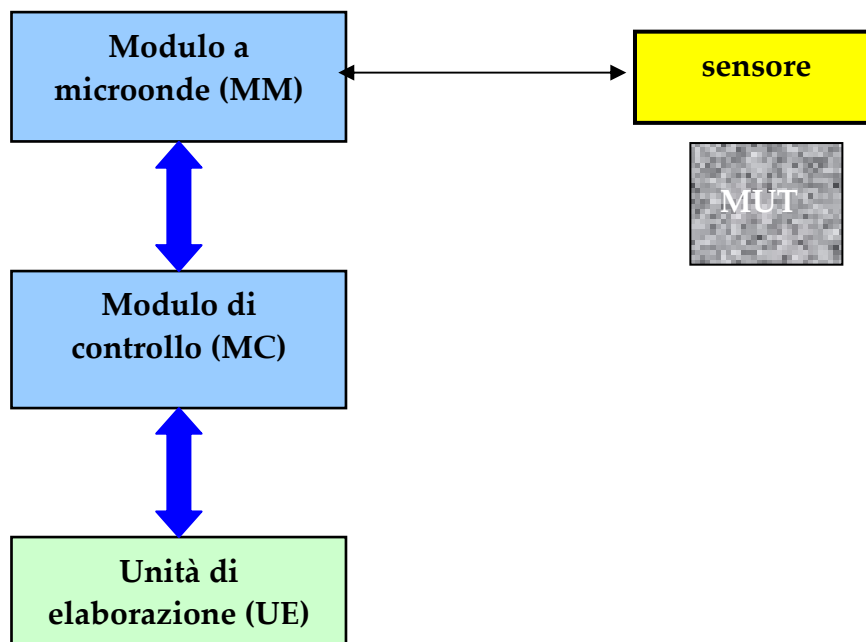 Modulo a
microonde (MM)
sensore
MUT
Modulo di
controllo (MC)
Unità di
elaborazione (UE)